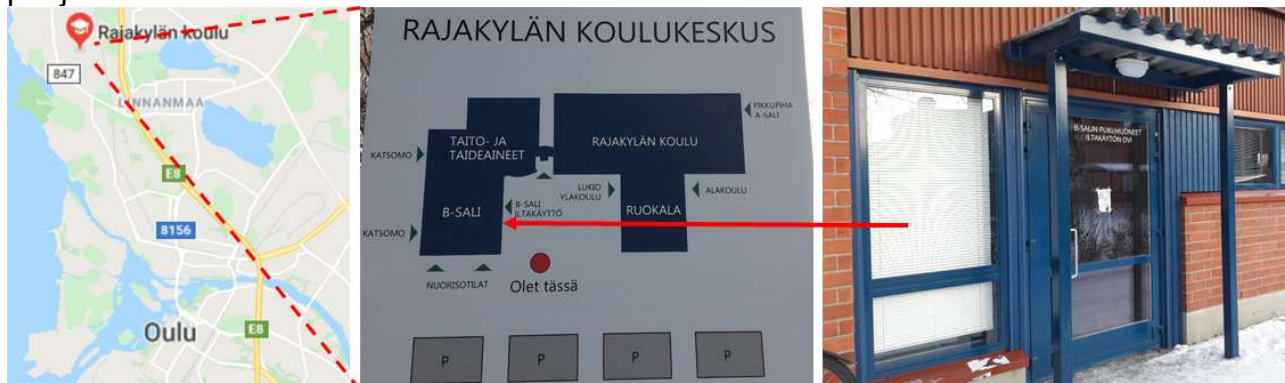 Rajakylän koulu
847
LINNANMAA
E8
8156
Oulu
E8
RAJAKYLÄN KOULUKESKUS
PIKKUPIHA
A-SALI
TAITO- JA
TAIDEAINEET
RAJAKYLÄN KOULU
KATSOMO
LUKIO
YLÄKOULU
ALAKOULU
B-SALI
B-SALI
ILTAKÄYTTÖ
RUOKALA
KATSOMO
NUORISOTILAT
Olet tässä
P
P
P
P
B-SALIN PUKUHUONEET
ILTAKÄYTÖN OVI